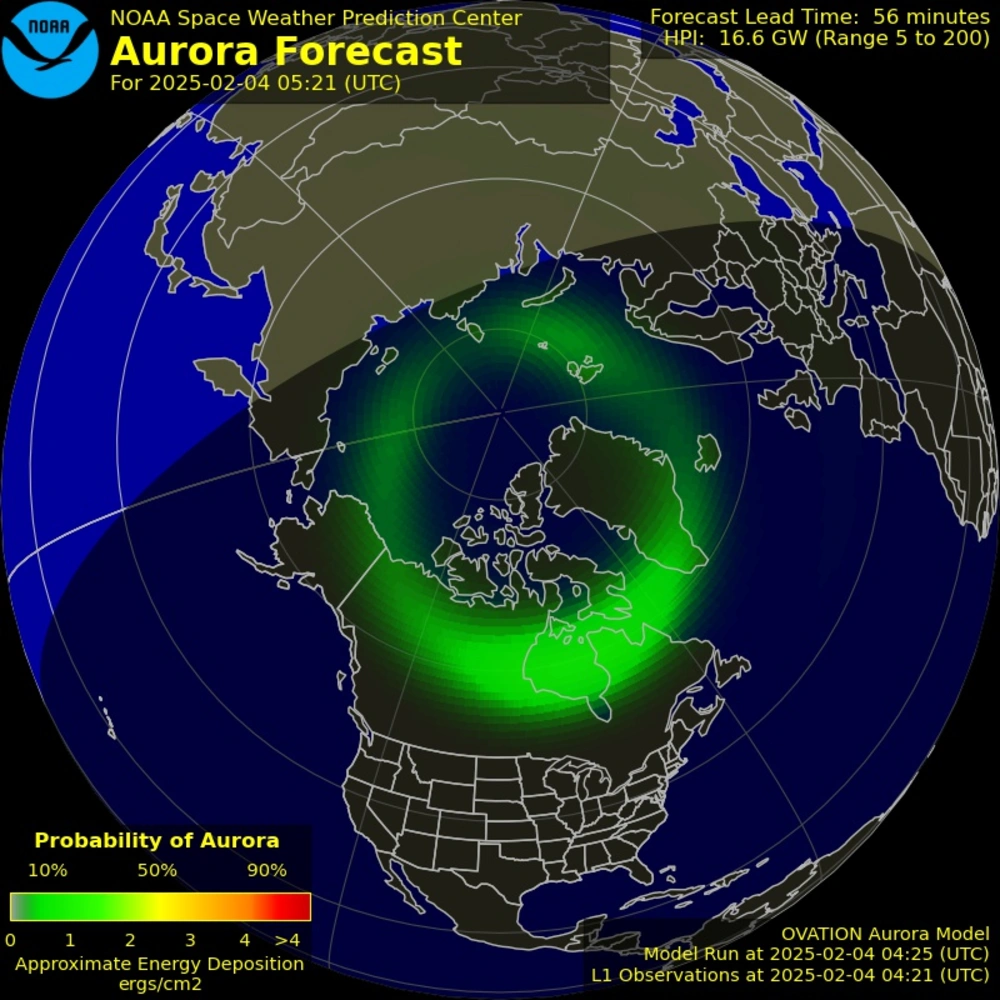 NOAA
NOAA Space Weather Prediction Center
Aurora Forecast
For 2025-02-04 05:21 (UTC)
Forecast Lead Time: 56 minutes
HPI: 16.6 GW (Range 5 to 200)
Probability of Aurora
10% 50% 90%
0 1 2 3 4 >4
Approximate Energy Deposition
ergs/cm2
OVATION Aurora Model
Model Run at 2025-02-04 04:25 (UTC)
L1 Observations at 2025-02-04 04:21 (UTC)